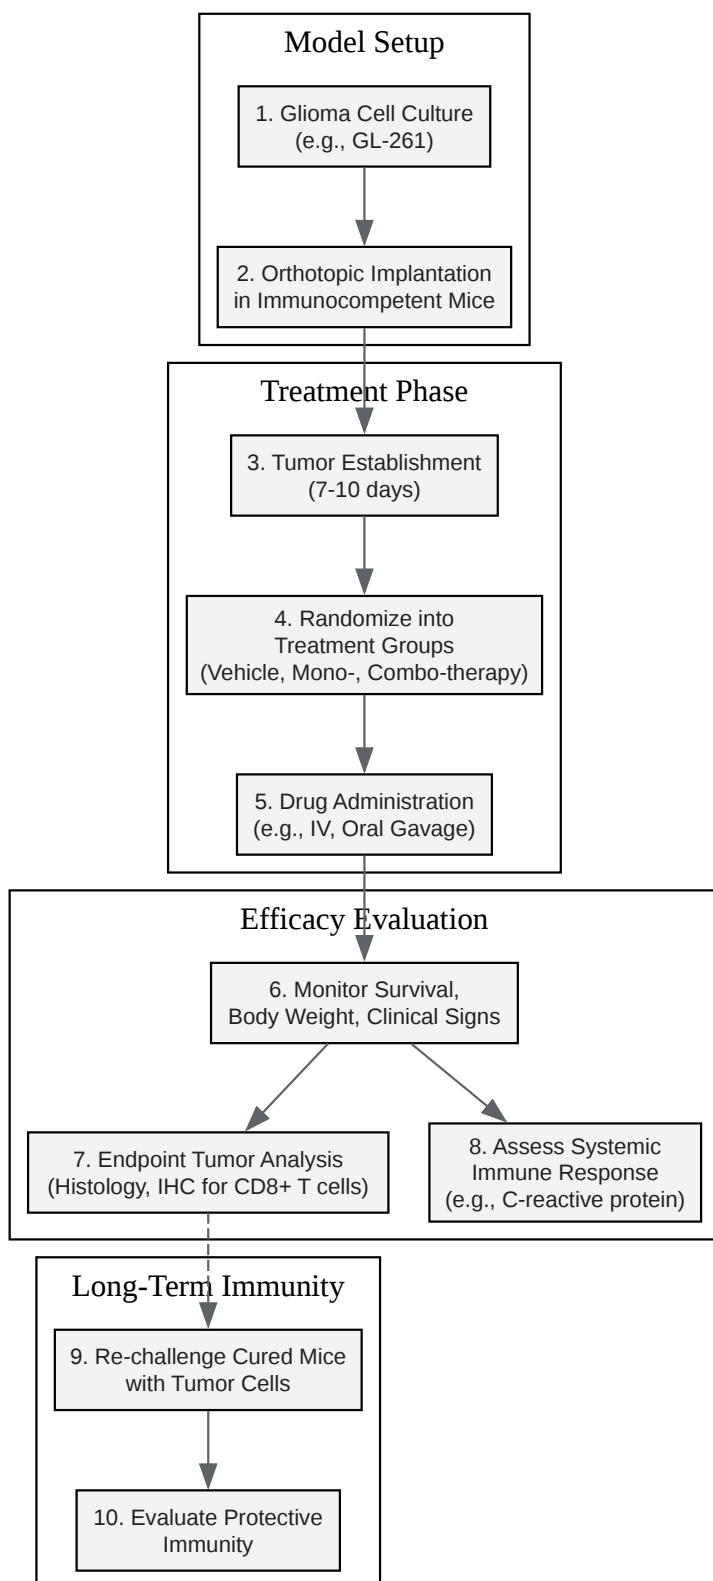 Model Setup
1. Glioma Cell Culture
(e.g., GL-261)
2. Orthotopic Implantation
in Immunocompetent Mice
Treatment Phase
3. Tumor Establishment
(7-10 days)
4. Randomize into
Treatment Groups
(Vehicle, Mono-, Combo-therapy)
5. Drug Administration
(e.g., IV, Oral Gavage)
Efficacy Evaluation
6. Monitor Survival,
Body Weight, Clinical Signs
7. Endpoint Tumor Analysis
(Histology, IHC for CD8+ T cells)
8. Assess Systemic
Immune Response
(e.g., C-reactive protein)
Long-Term Immunity
9. Re-challenge Cured Mice
with Tumor Cells
10. Evaluate Protective
Immunity